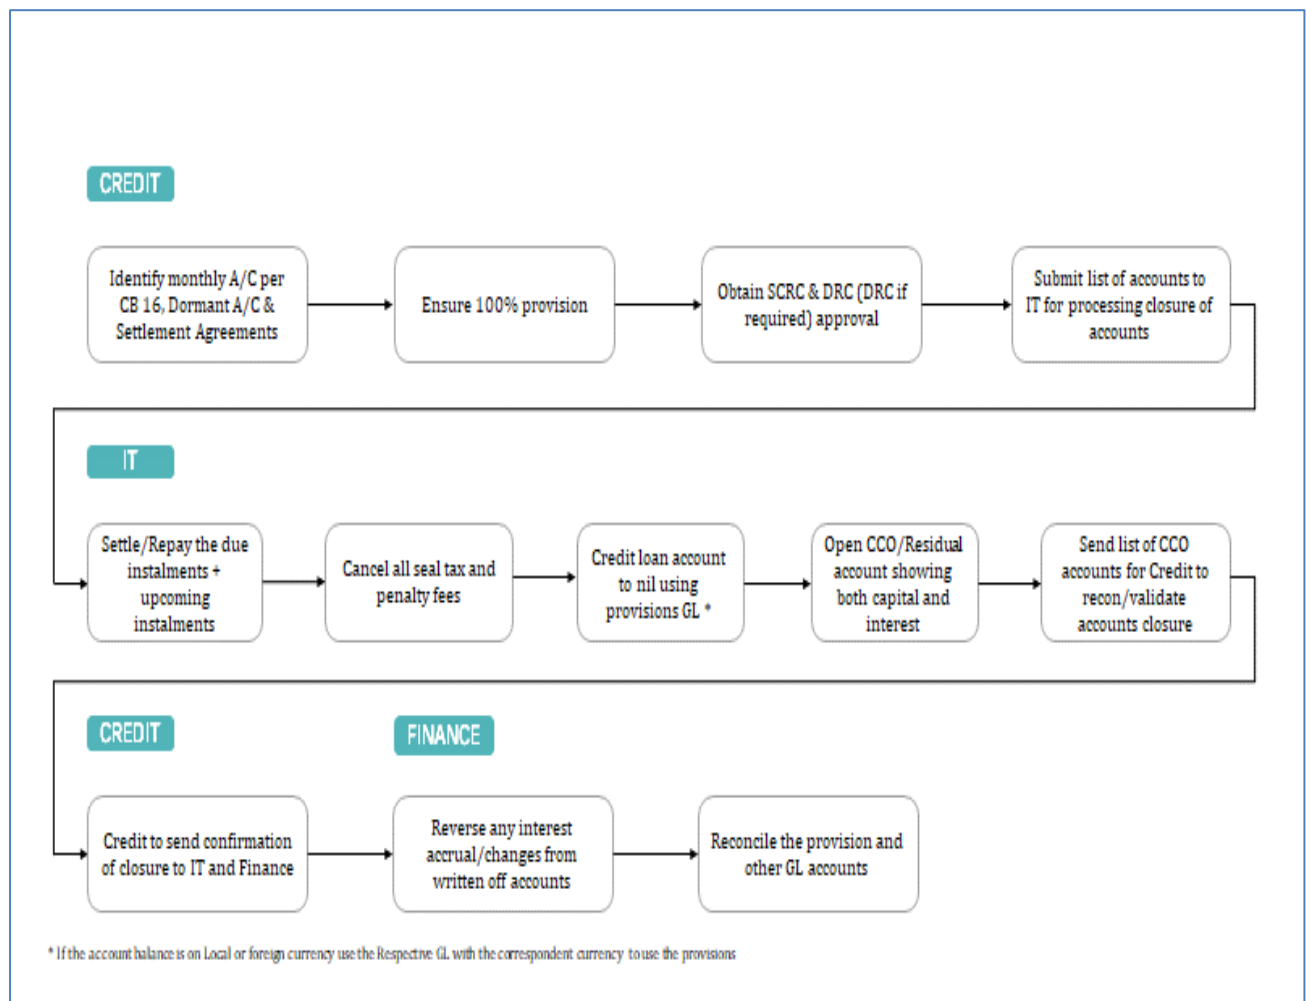 CREDIT
Identify monthly A/C per
CB 16, Dormant A/C &
Settlement Agreements
Ensure 100% provision
Obtain SCRC & DRC (DRC if
required) approval
Submit list of accounts to
IT for processing closure of
accounts
IT
Settle/Repay the due
instalments +
upcoming
instalments
Cancel all seal tax and
penalty fees
Credit loan account
to nil using
provisions GL *
Open CCO/Residual
account showing
both capital and
interest
Send list of CCO
accounts for Credit to
recon/validate
accounts closure
CREDIT
FINANCE
Credit to send confirmation
of closure to IT and Finance
Reverse any interest
accrual/changes from
written off accounts
Reconcile the provision and
other GL accounts
* If the account balance is on Local or foreign currency use the Respective GL with the correspondent currency to use the provisions